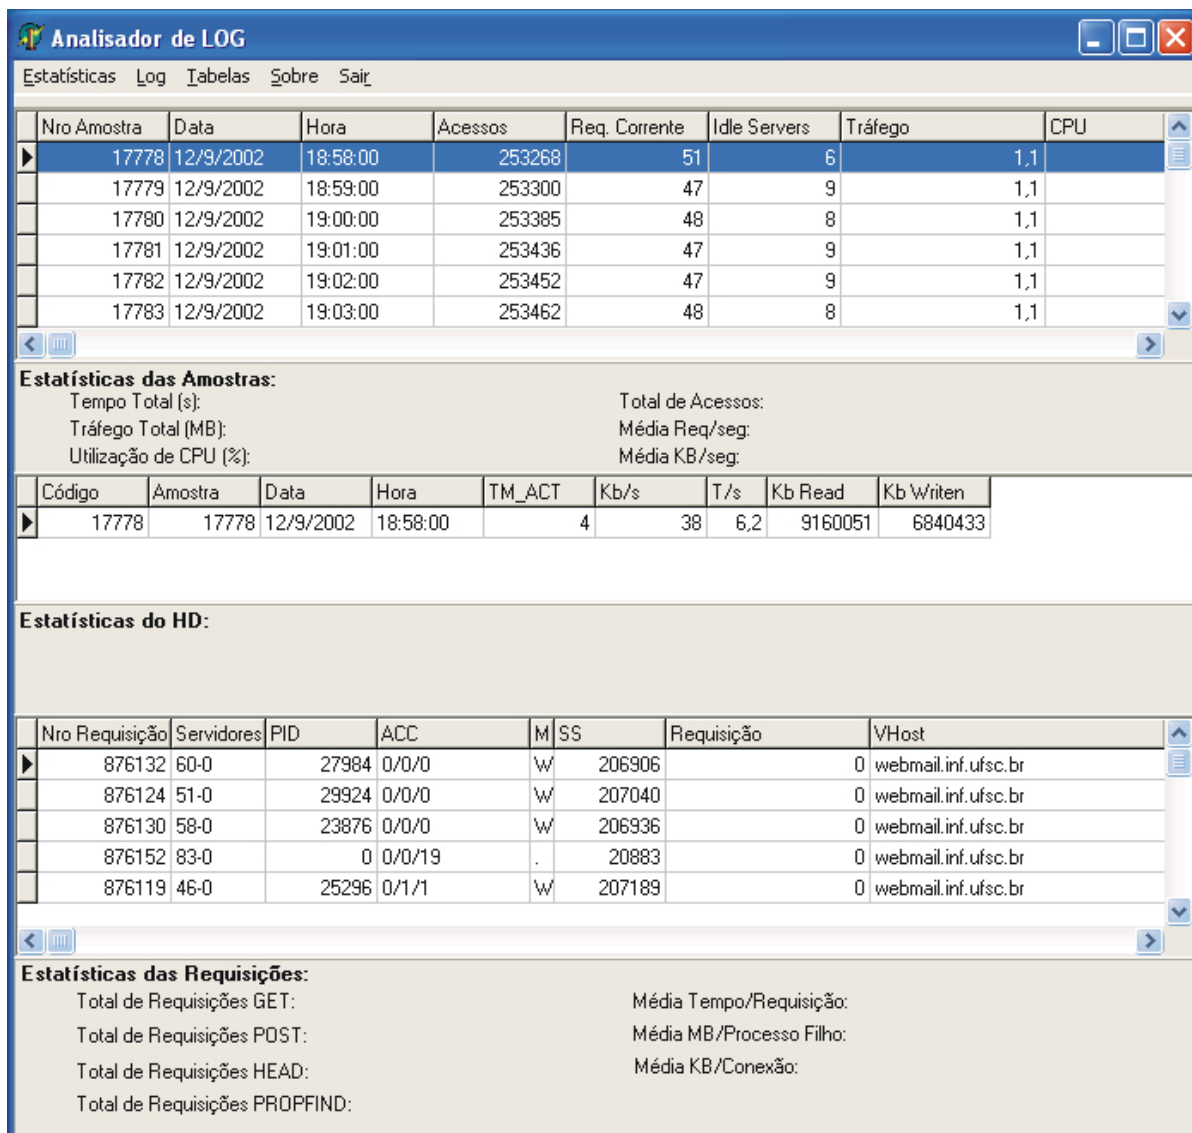 Analisador de LOG
Estatísticas Log Tabelas Sobre Sair
Nro Amostra Data Hora Acessos Req. Corrente Idle Servers Tráfego CPU
17778 12/9/2002 18:58:00 253268 51 6 1,1
17779 12/9/2002 18:59:00 253300 47 9 1,1
17780 12/9/2002 19:00:00 253385 48 8 1,1
17781 12/9/2002 19:01:00 253436 47 9 1,1
17782 12/9/2002 19:02:00 253452 47 9 1,1
17783 12/9/2002 19:03:00 253462 48 8 1,1
Estatísticas das Amostras:
Tempo Total (s): Total de Acessos:
Tráfego Total (MB): Média Req/seg:
Utilização de CPU (%): Média KB/seg:
Código Amostra Data Hora TM_ACT Kb/s T/s Kb Read Kb Writen
17778 17778 12/9/2002 18:58:00 4 38 6,2 9160051 6840433
Estatísticas do HD:
Nro Requisição Servidores PID ACC M SS Requisição VHost
876132 60-0 27984 0/0/0 W 206906 0 webmail.inf.ufsc.br
876124 51-0 29924 0/0/0 W 207040 0 webmail.inf.ufsc.br
876130 58-0 23876 0/0/0 W 206936 0 webmail.inf.ufsc.br
876152 83-0 0 0/0/19 . 20883 0 webmail.inf.ufsc.br
876119 46-0 25296 0/1/1 W 207189 0 webmail.inf.ufsc.br
Estatísticas das Requisições:
Total de Requisições GET: Média Tempo/Requisição:
Total de Requisições POST: Média MB/Processo Filho:
Total de Requisições HEAD: Média KB/Conexão:
Total de Requisições PROPFIND: